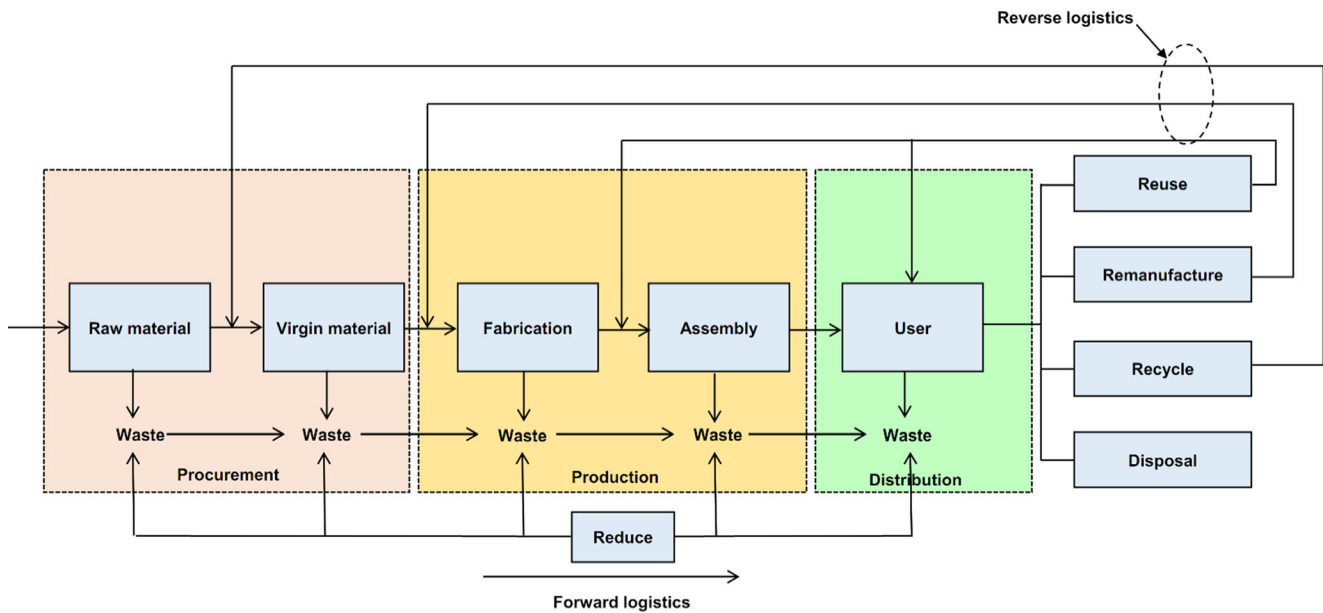 Reverse logistics
Reuse
Remanufacture
Raw material
Virgin material
Fabrication
Assembly
User
Recycle
Waste
Waste
Waste
Waste
Waste
Disposal
Procurement
Production
Distribution
Reduce
Forward logistics